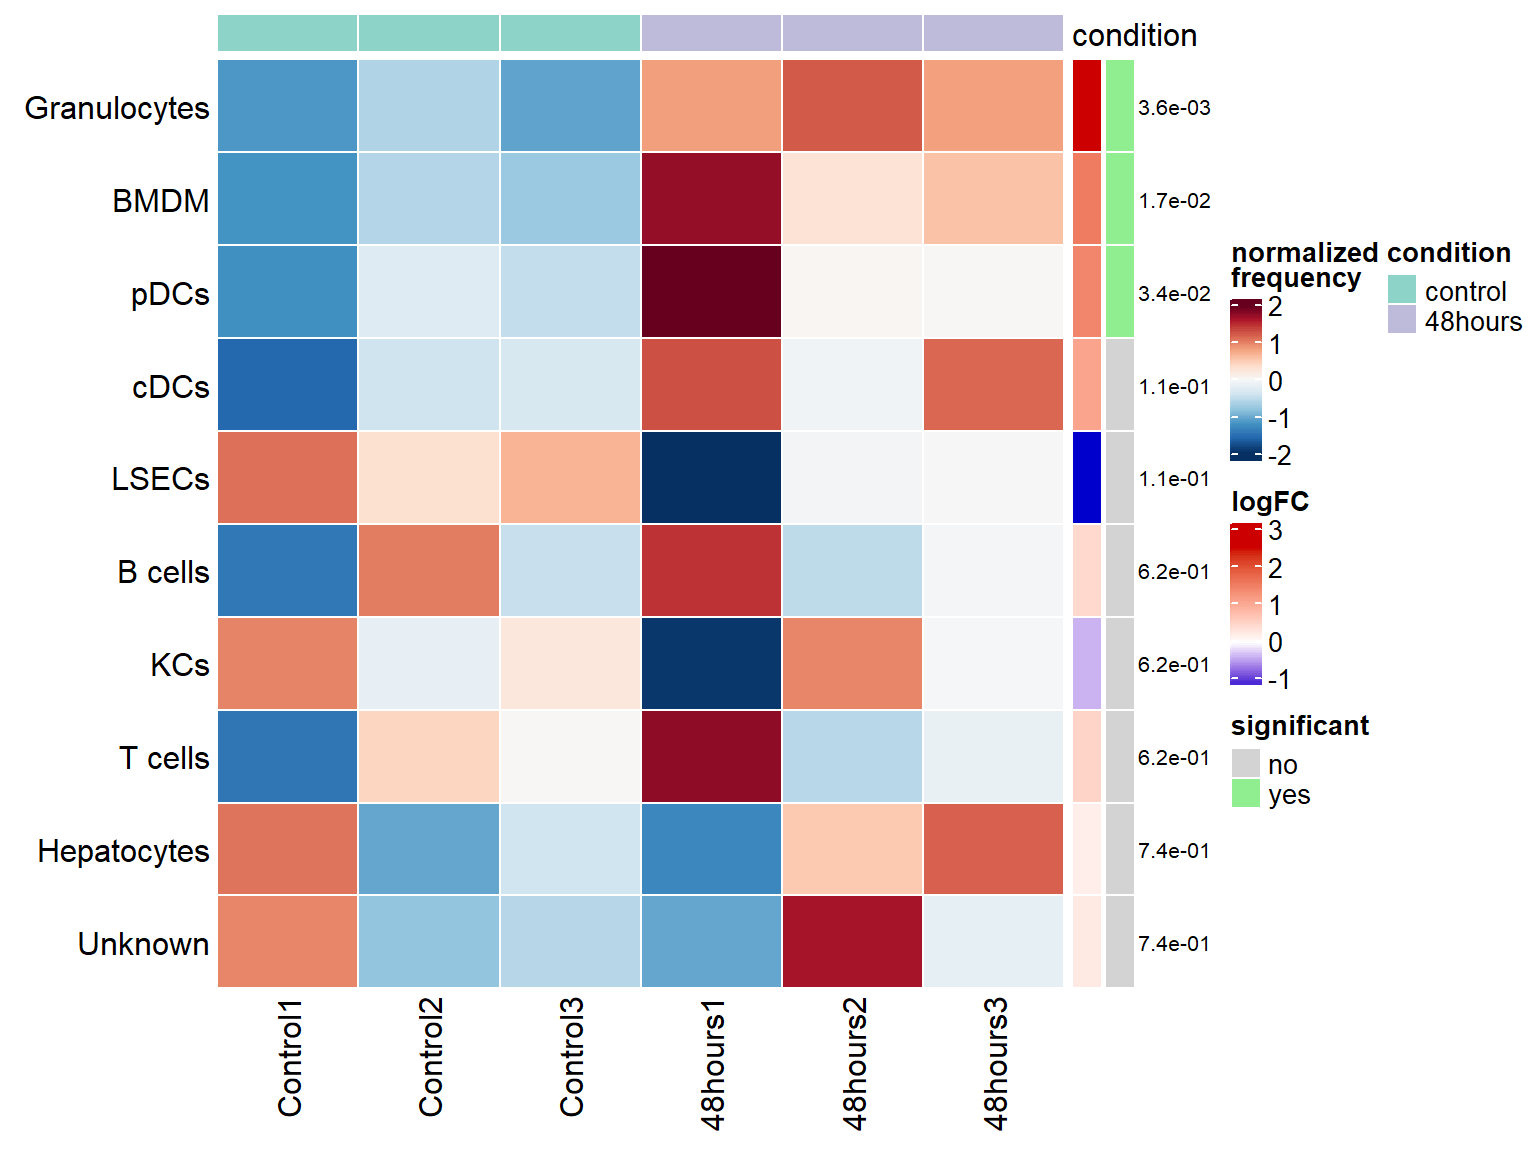 condition
Granulocytes
3.6e-03
BMDM
1.7e-02
pDCs
3.4e-02
cDCs
1.1e-01
LSECs
1.1e-01
B cells
6.2e-01
KCs
6.2e-01
T cells
6.2e-01
Hepatocytes
7.4e-01
Unknown
7.4e-01
Control1
Control2
Control3
48hours1
48hours2
48hours3
normalized
frequency
2
1
0
-1
-2
condition
control
48hours
logFC
3
2
1
0
-1
significant
no
yes